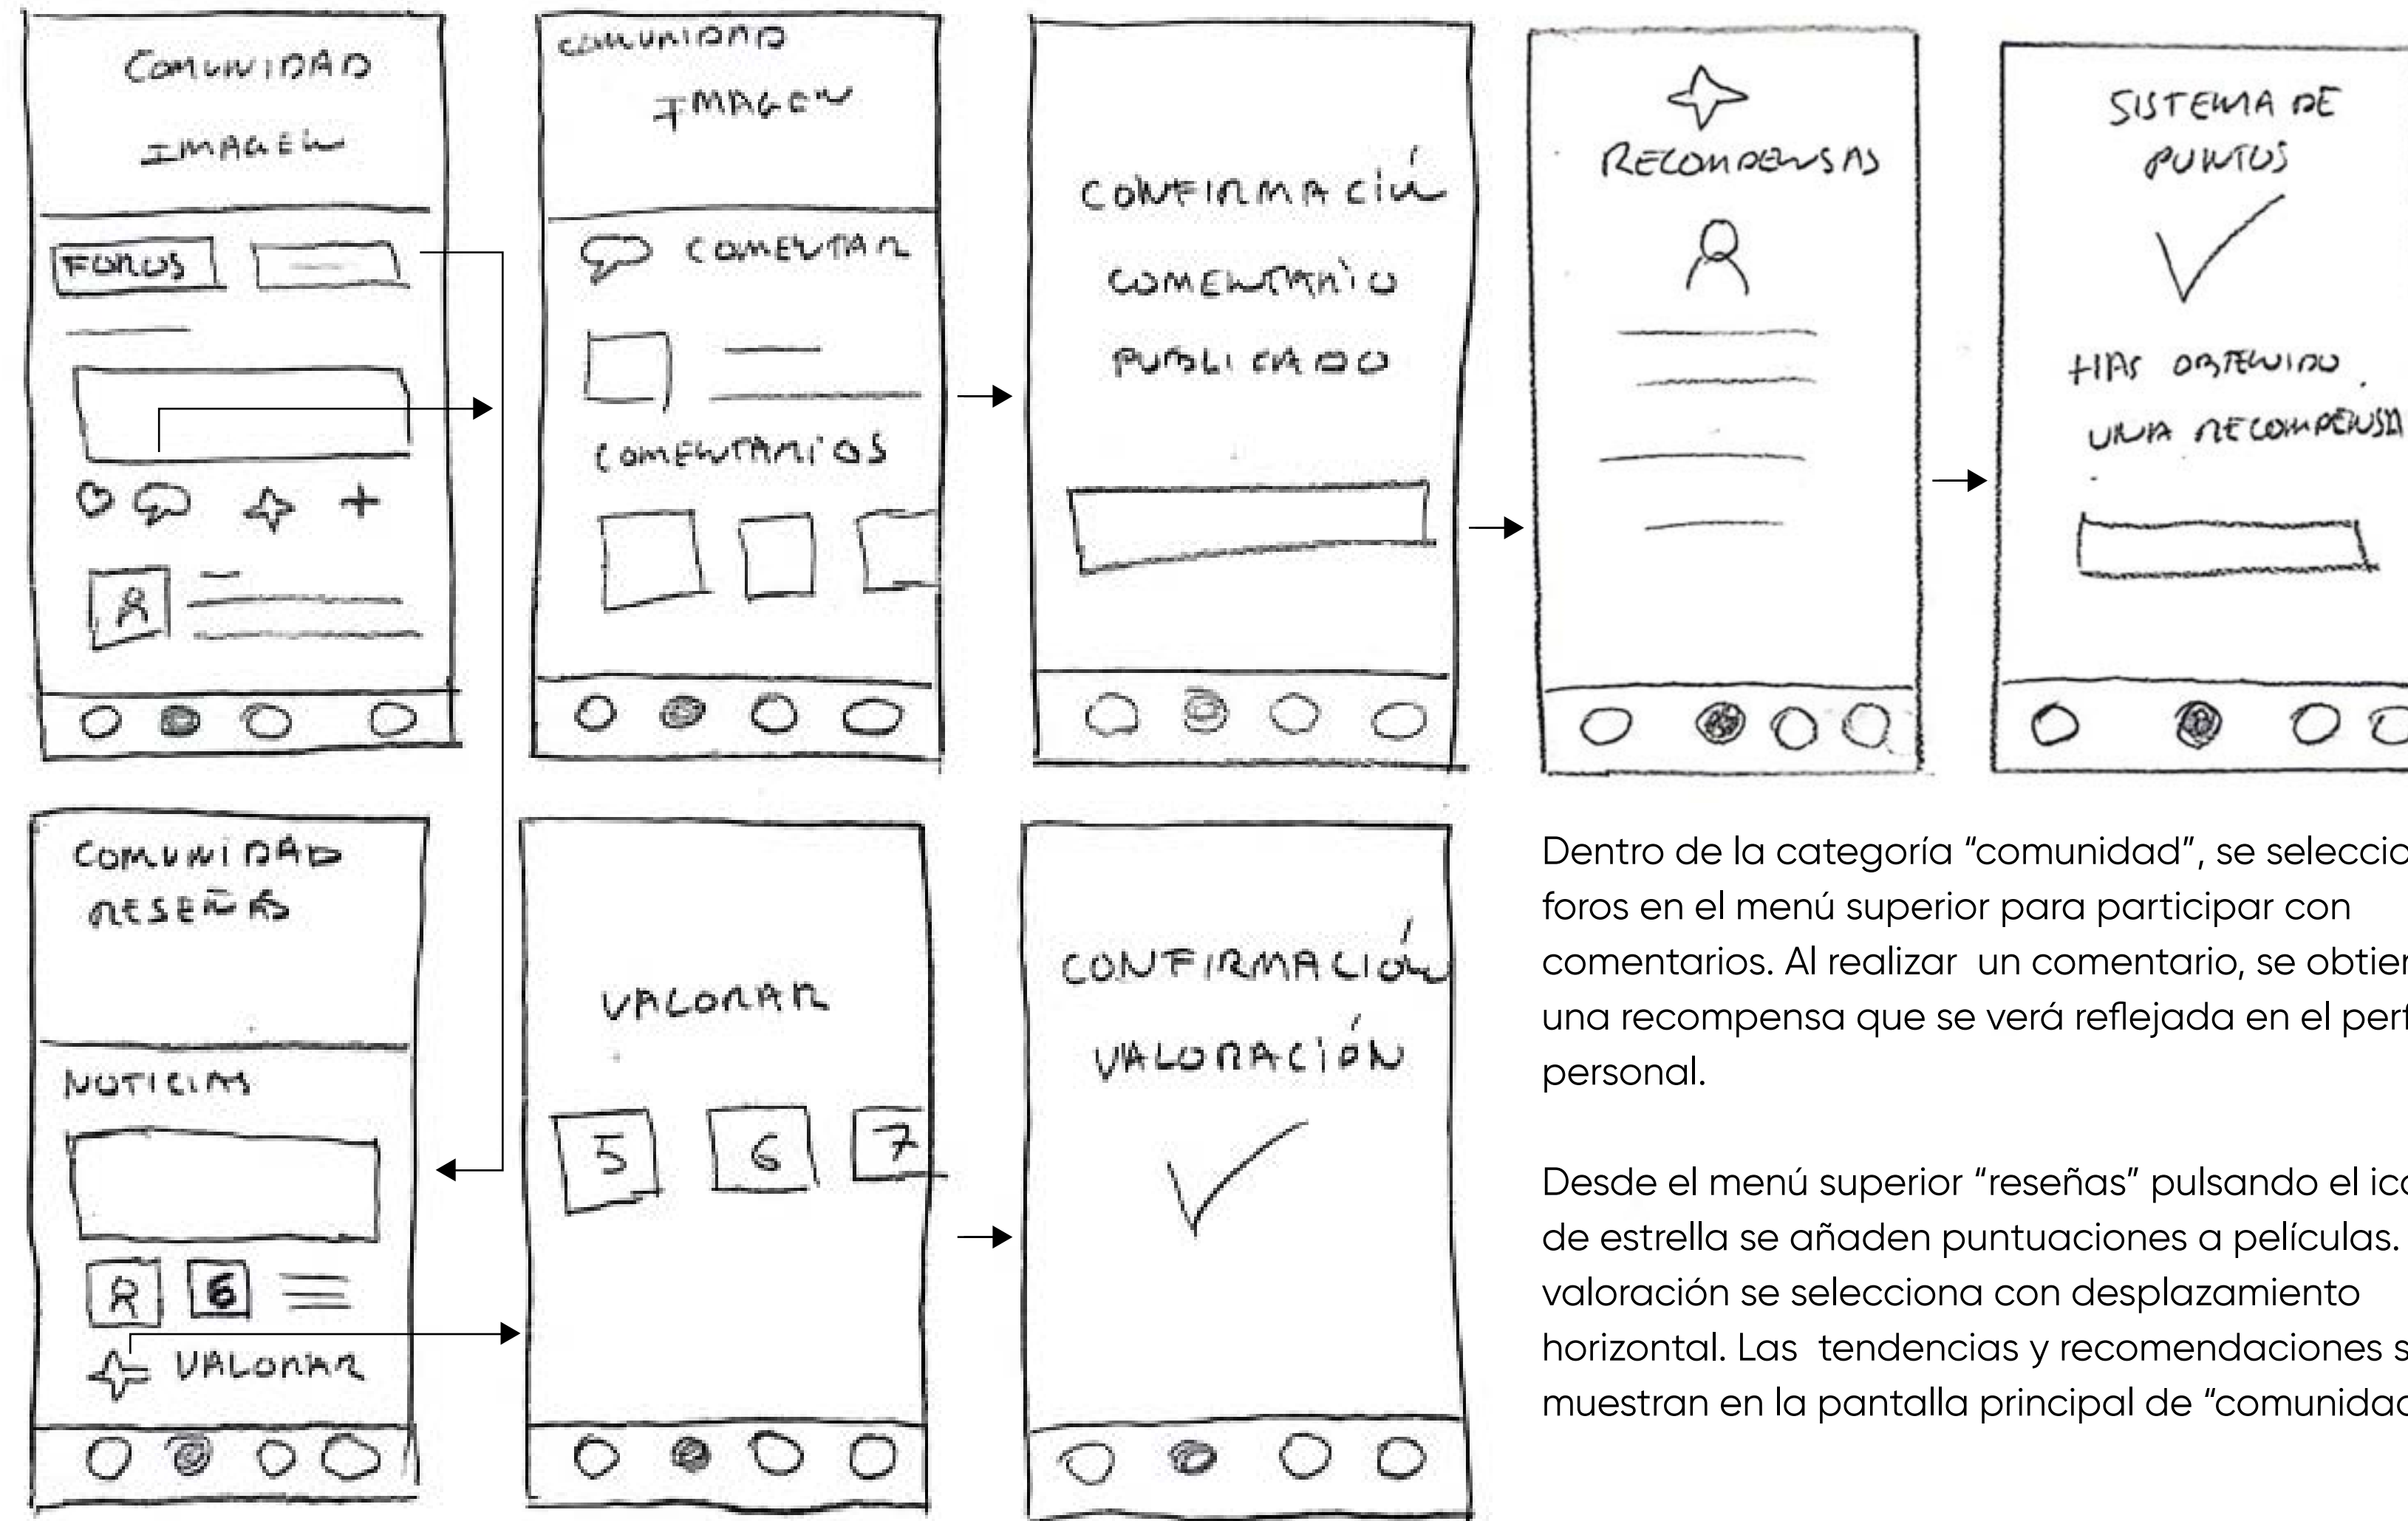 COMUNIDAD
IMAGEN
FOROS
COMUNIDAD
IMAGEN
COMENTAR
COMENTARIOS
CONFIRMACIÓN
COMENTARIO
PUBLICADO
RECOMPENSAS
SISTEMA DE
PUNTOS
HAS OBTENIDO
UNA RECOMPENSA
COMUNIDAD
RESEÑAS
NOTICIAS
6
VALORAR
VALORAR
5 6 7
CONFIRMACIÓN
VALORACIÓN
Dentro de la categoría “comunidad”, se seleccio
foros en el menú superior para participar con
comentarios. Al realizar un comentario, se obtien
una recompensa que se verá reflejada en el perf
personal.
Desde el menú superior “reseñas” pulsando el ico
de estrella se añaden puntuaciones a películas.
valoración se selecciona con desplazamiento
horizontal. Las tendencias y recomendaciones s
muestran en la pantalla principal de “comunidad